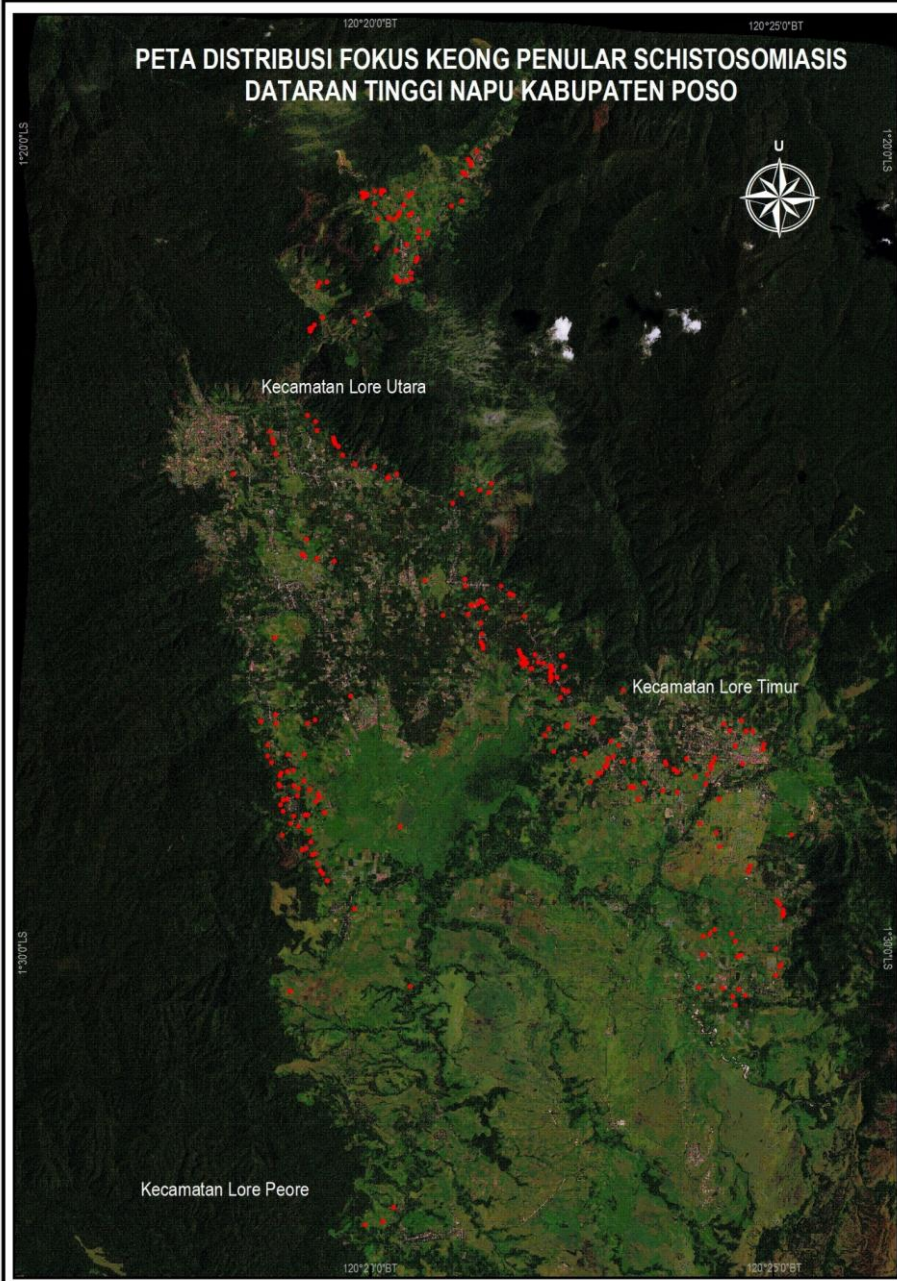 120°20'0"BT
120°25'0"BT
PETA DISTRIBUSI FOKUS KEONG PENULAR SCHISTOSOMIASIS
DATARAN TINGGI NAPU KABUPATEN POSO
1°20'0"LS
1°20'0"LS
U
Kecamatan Lore Utara
Kecamatan Lore Timur
1°30'0"LS
1°30'0"LS
Kecamatan Lore Peore
120°25'0"BT